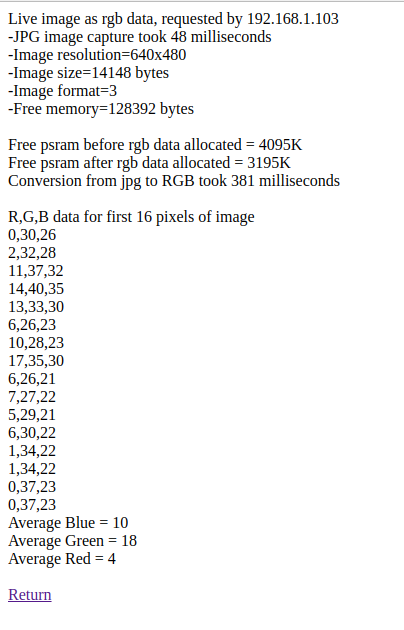 Live image as rgb data, requested by 192.168.1.103
-JPG image capture took 48 milliseconds
-Image resolution=640x480
-Image size=14148 bytes
-Image format=3
-Free memory=128392 bytes
Free psram before rgb data allocated = 4095K
Free psram after rgb data allocated = 3195K
Conversion from jpg to RGB took 381 milliseconds
R,G,B data for first 16 pixels of image
0,30,26
2,32,28
11,37,32
14,40,35
13,33,30
6,26,23
10,28,23
17,35,30
6,26,21
7,27,22
5,29,21
6,30,22
1,34,22
1,34,22
0,37,23
0,37,23
Average Blue = 10
Average Green = 18
Average Red = 4
Return